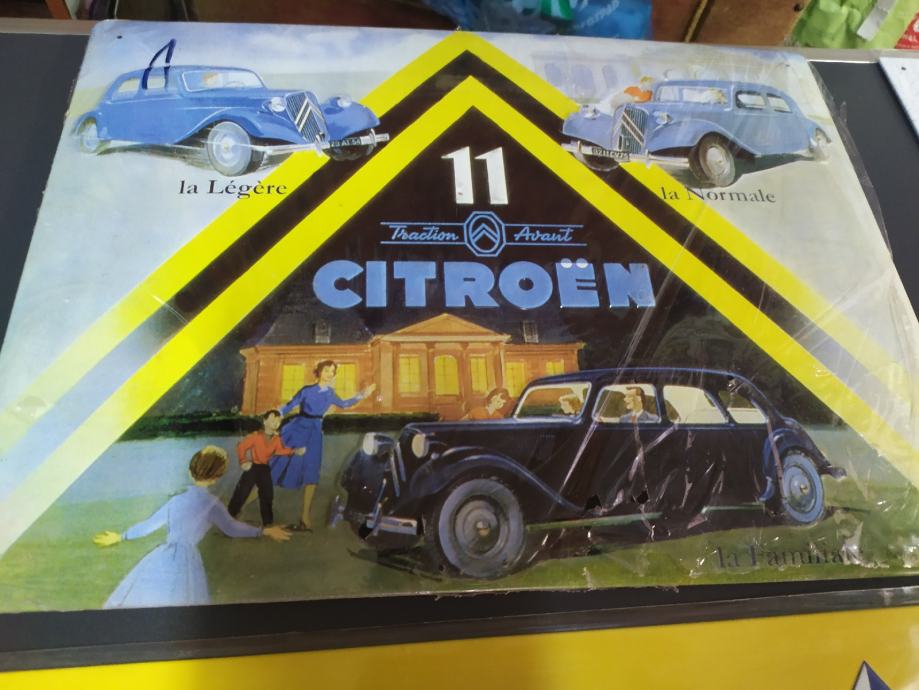 la Légère
la Normale
11
Traction Avant
CITROËN
la Familiale